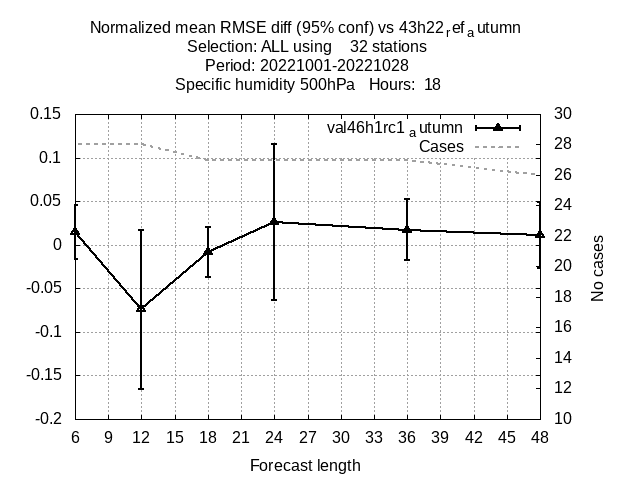 Normalized mean RMSE diff (95% conf) vs 43h22refautumn
Selection: ALL using 32 stations
Period: 20221001-20221028
Specific humidity 500hPa Hours: 18
val46h1rc1autumn
Cases
0.15
0.1
0.05
0
-0.05
-0.1
-0.15
-0.2
30
28
26
24
22
20
18
16
14
12
10
No cases
6 9 12 15 18 21 24 27 30 33 36 39 42 45 48
Forecast length